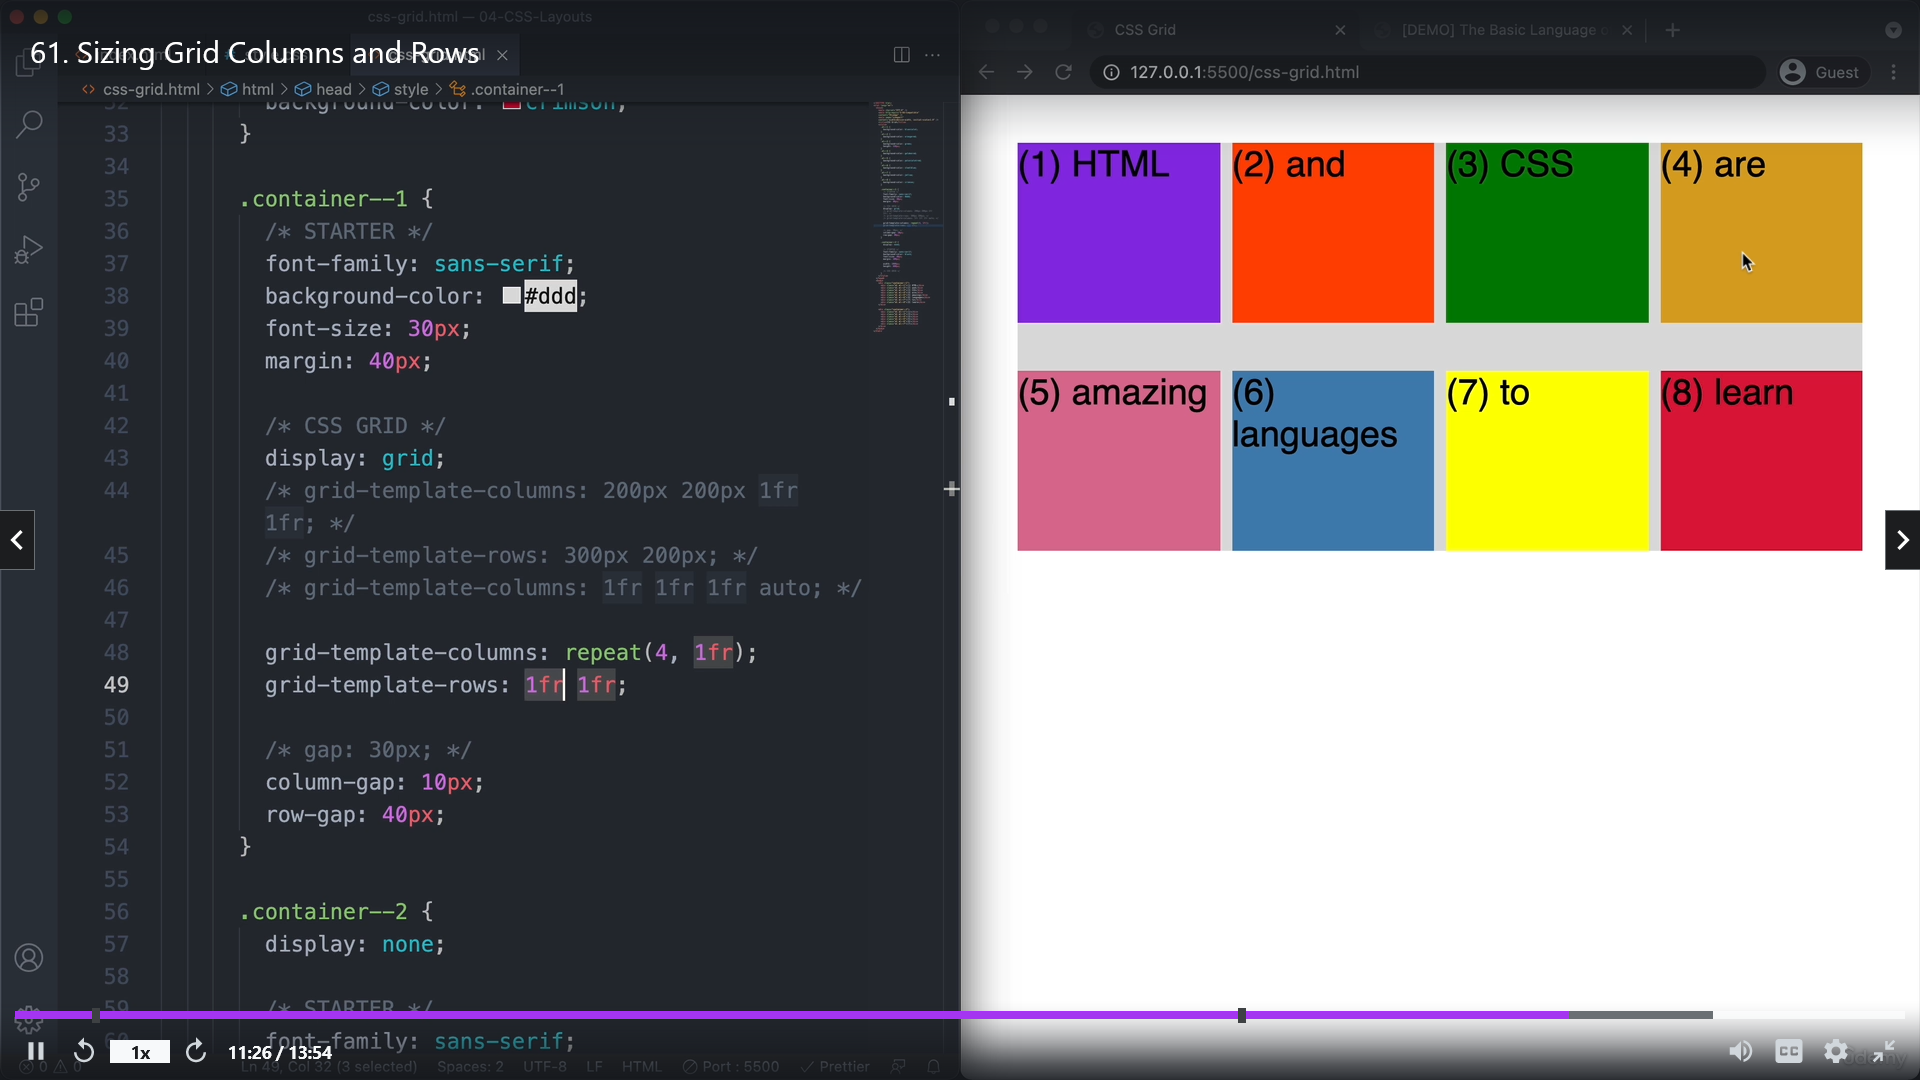 css-grid.html — 04-CSS-Layouts
61. Sizing Grid Columns and Rows
css-grid.html > html > head > style > .container--1
CSS Grid
[DEMO] The Basic Language o
127.0.0.1:5500/css-grid.html
Guest
background-color: crimson;
33 }
34
35 .container--1 {
36 /* STARTER */
37 font-family: sans-serif;
38 background-color: #ddd;
39 font-size: 30px;
40 margin: 40px;
41
42 /* CSS GRID */
43 display: grid;
44 /* grid-template-columns: 200px 200px 1fr
1fr; */
45 /* grid-template-rows: 300px 200px; */
46 /* grid-template-columns: 1fr 1fr 1fr auto; */
47
48 grid-template-columns: repeat(4, 1fr);
49 grid-template-rows: 1fr 1fr;
50
51 /* gap: 30px; */
52 column-gap: 10px;
53 row-gap: 40px;
54 }
55
56 .container--2 {
57 display: none;
58
59 /* STARTER */
60 font-family: sans-serif;
(1) HTML
(2) and
(3) CSS
(4) are
(5) amazing
(6)
languages
(7) to
(8) learn
1x
11:26 / 13:54
CC
0 0 Ln 49, Col 32 (3 selected) Spaces: 2 UTF-8 LF HTML Port : 5500 Prettier